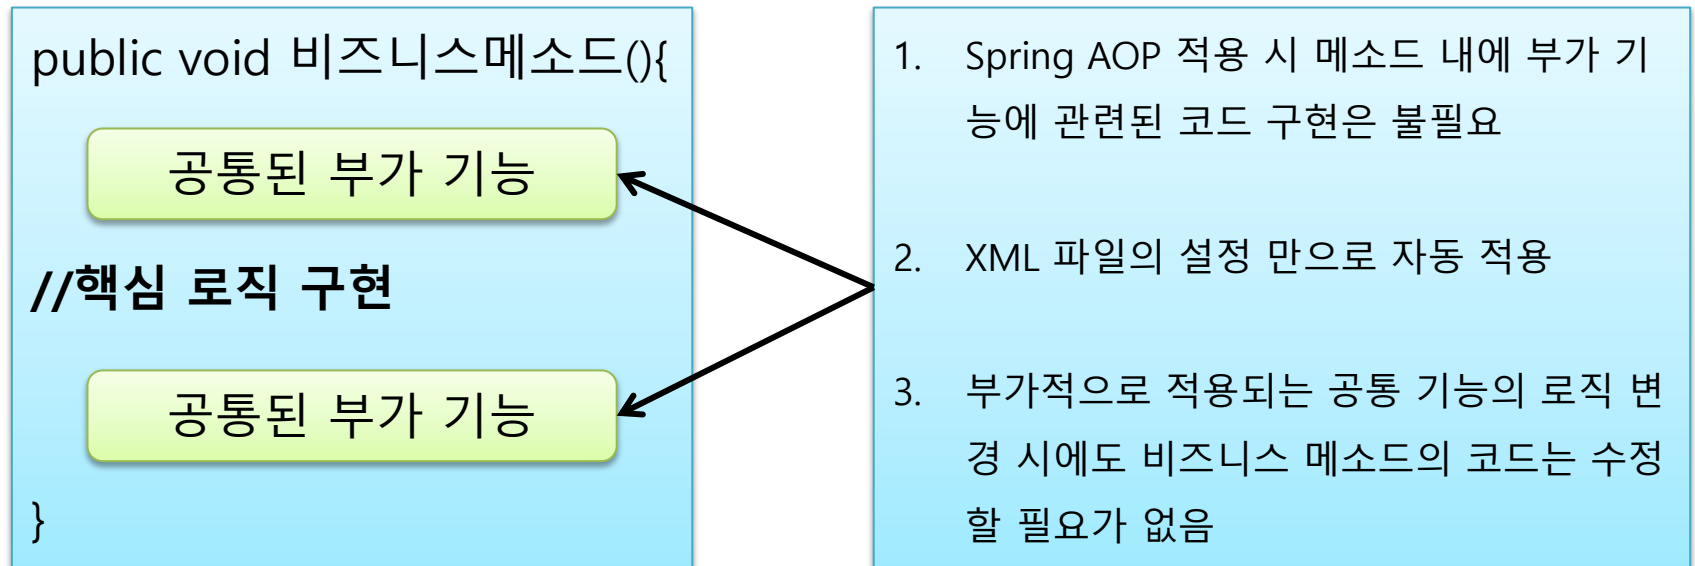 public void 비즈니스메소드(){
공통된 부가 기능
//핵심 로직 구현
공통된 부가 기능
}
1. Spring AOP 적용 시 메소드 내에 부가 기
능에 관련된 코드 구현은 불필요
2. XML 파일의 설정 만으로 자동 적용
3. 부가적으로 적용되는 공통 기능의 로직 변
경 시에도 비즈니스 메소드의 코드는 수정
할 필요가 없음